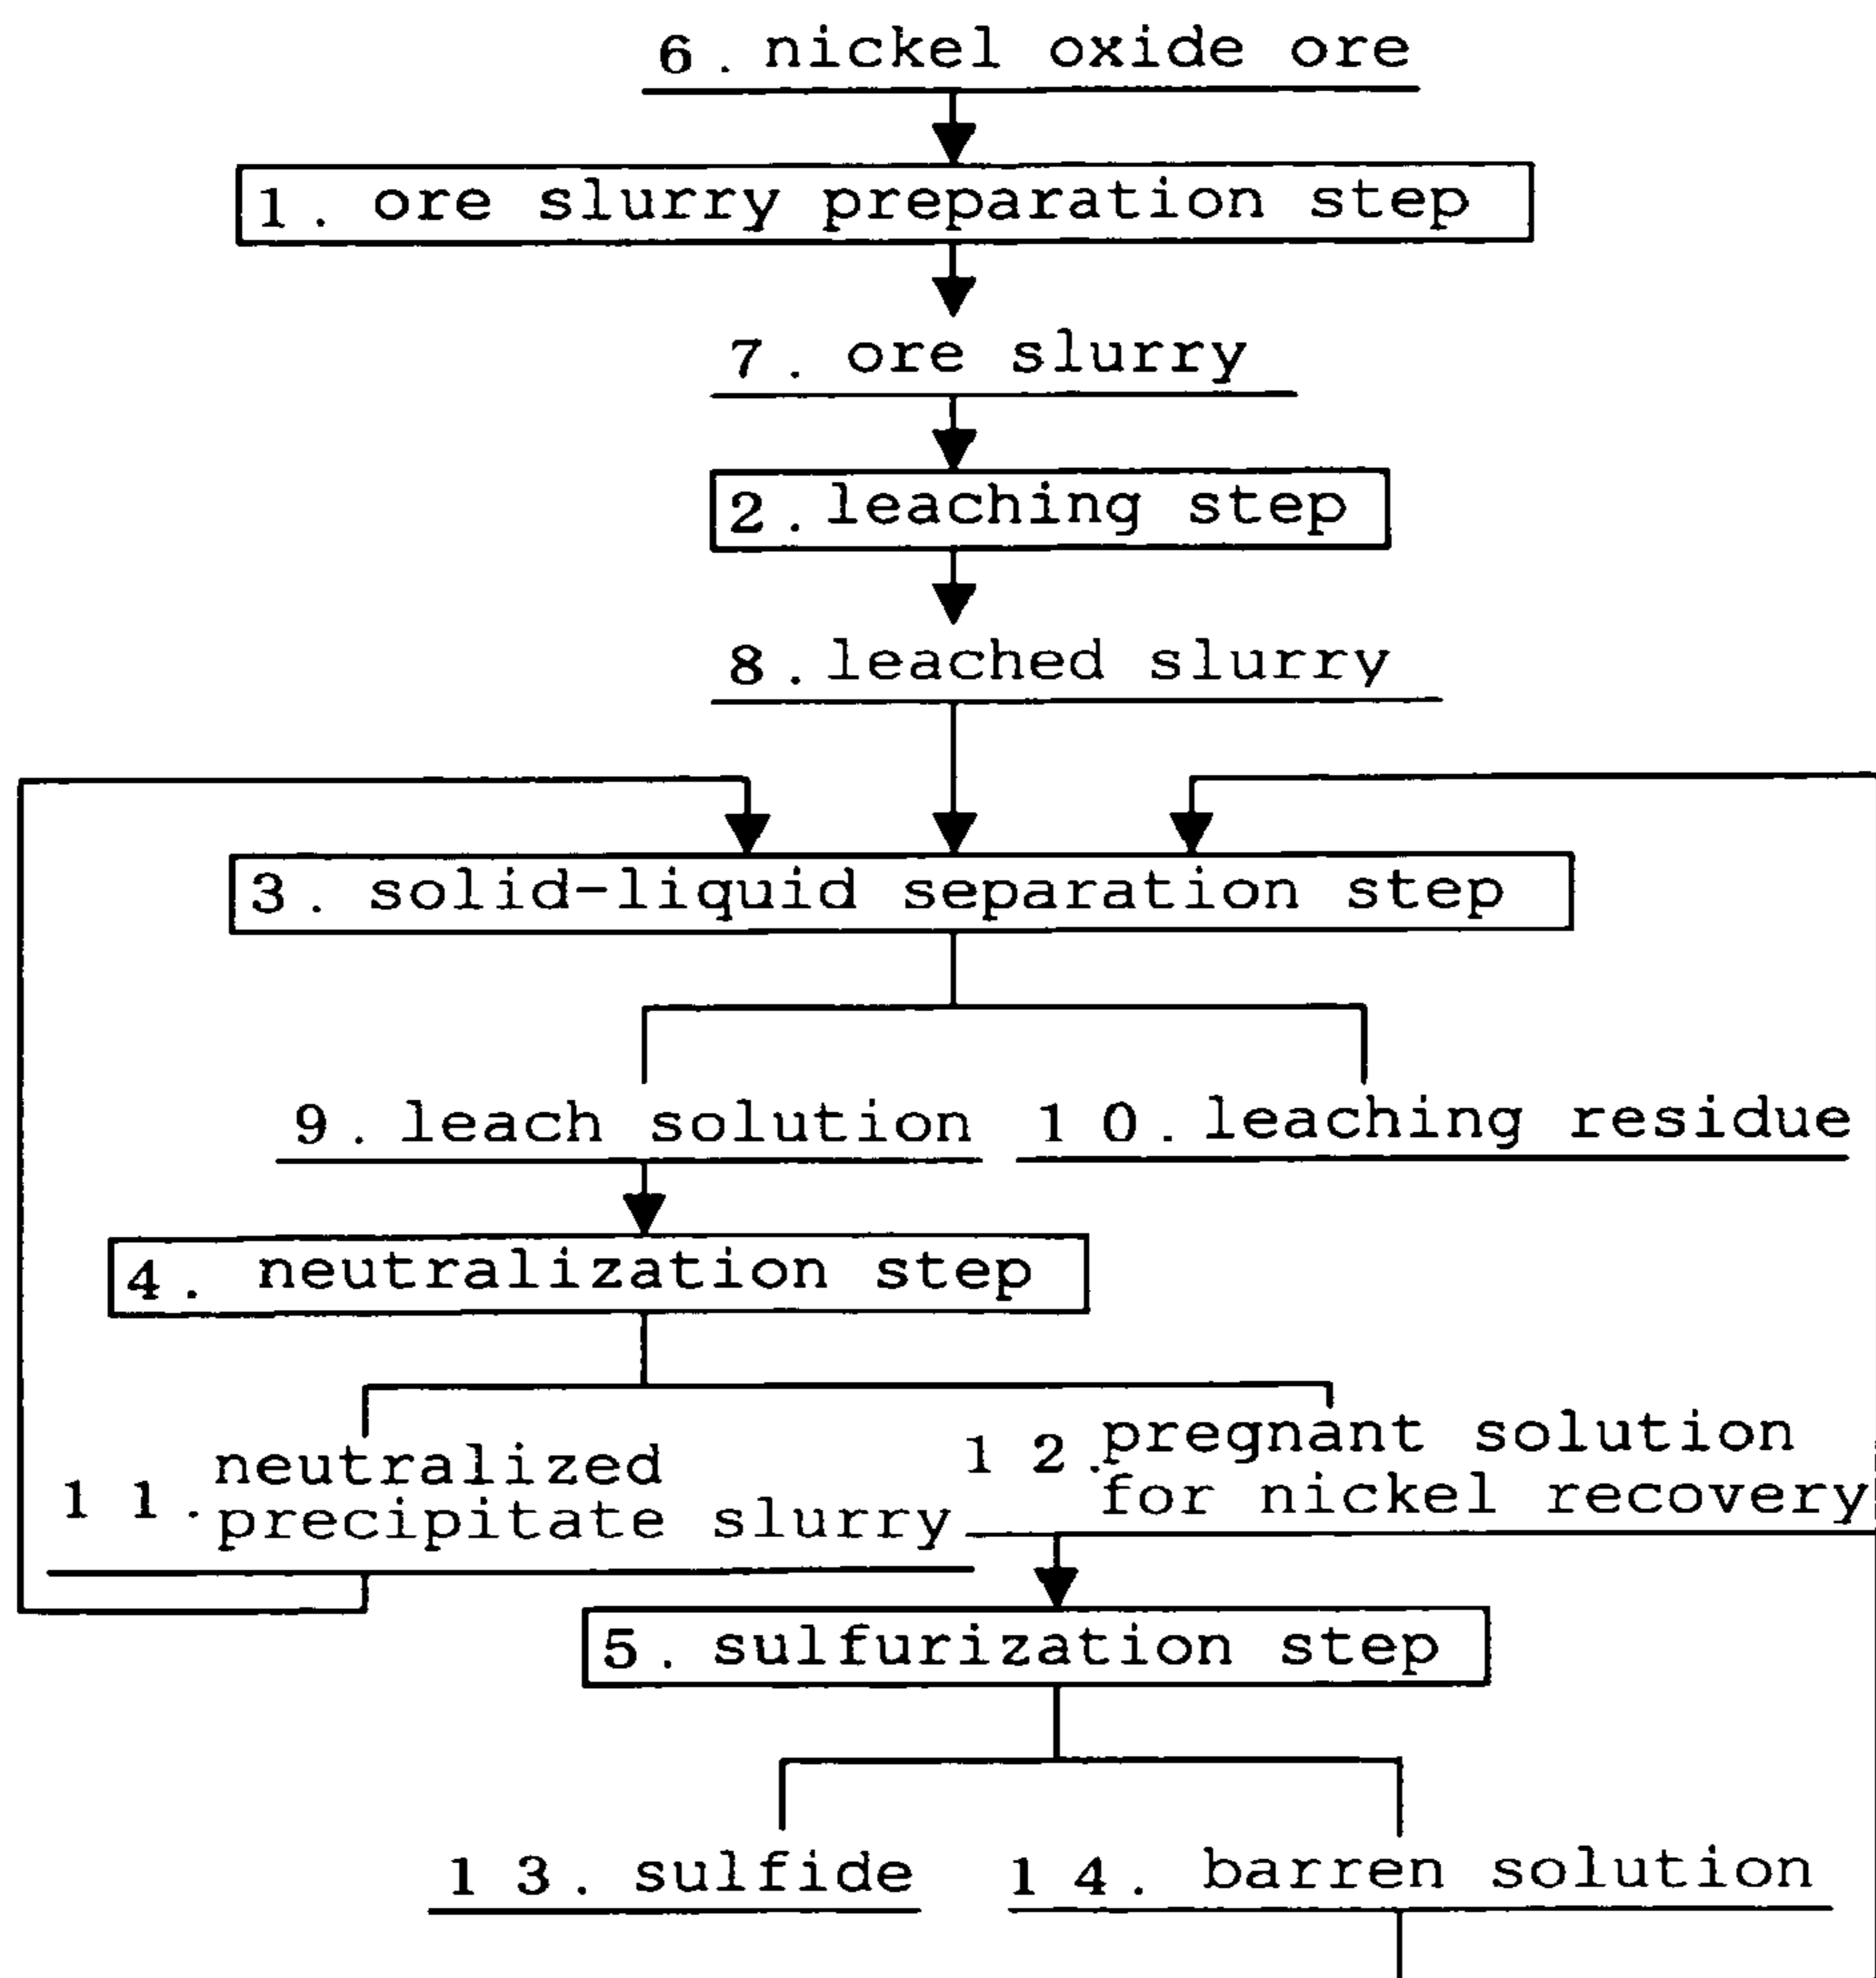 6. nickel oxide ore
1. ore slurry preparation step
7. ore slurry
2. leaching step
8. leached slurry
3. solid-liquid separation step
9. leach solution
10. leaching residue
4. neutralization step
11. neutralized
precipitate slurry
12. pregnant solution
for nickel recovery
5. sulfurization step
13. sulfide
14. barren solution